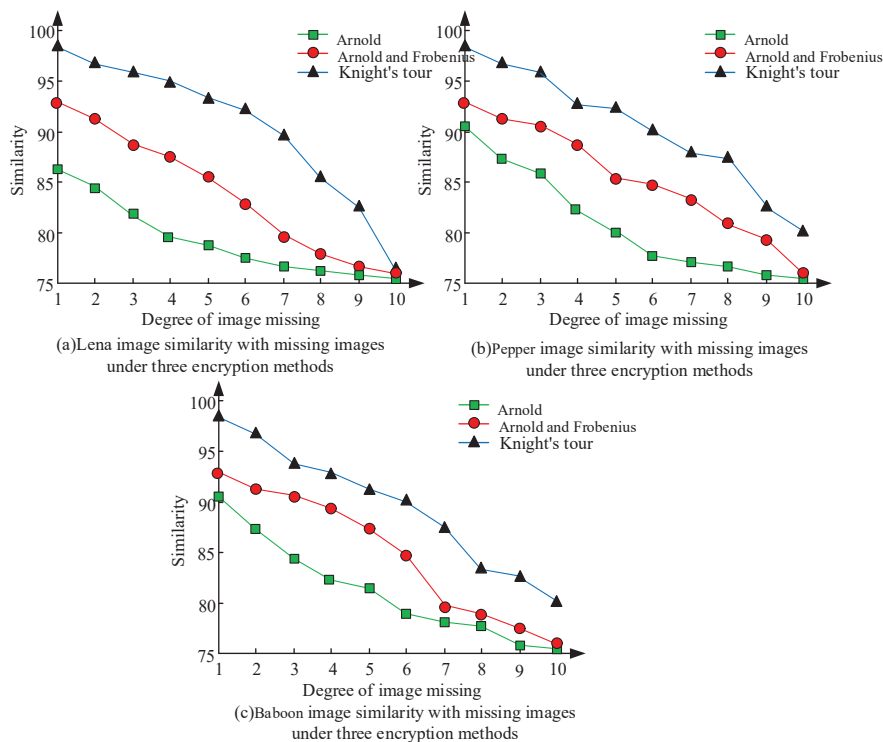 100
95
90
85
80
75
Similarity
Arnold
Arnold and Frobenius
Knight's tour
1 2 3 4 5 6 7 8 9 10
Degree of image missing
(a)Lena image similarity with missing images
under three encryption methods
100
95
90
85
80
75
Similarity
Arnold
Arnold and Frobenius
Knight's tour
1 2 3 4 5 6 7 8 9 10
Degree of image missing
(b)Pepper image similarity with missing images
under three encryption methods
100
95
90
85
80
75
Similarity
Arnold
Arnold and Frobenius
Knight's tour
1 2 3 4 5 6 7 8 9 10
Degree of image missing
(c)Baboon image similarity with missing images
under three encryption methods